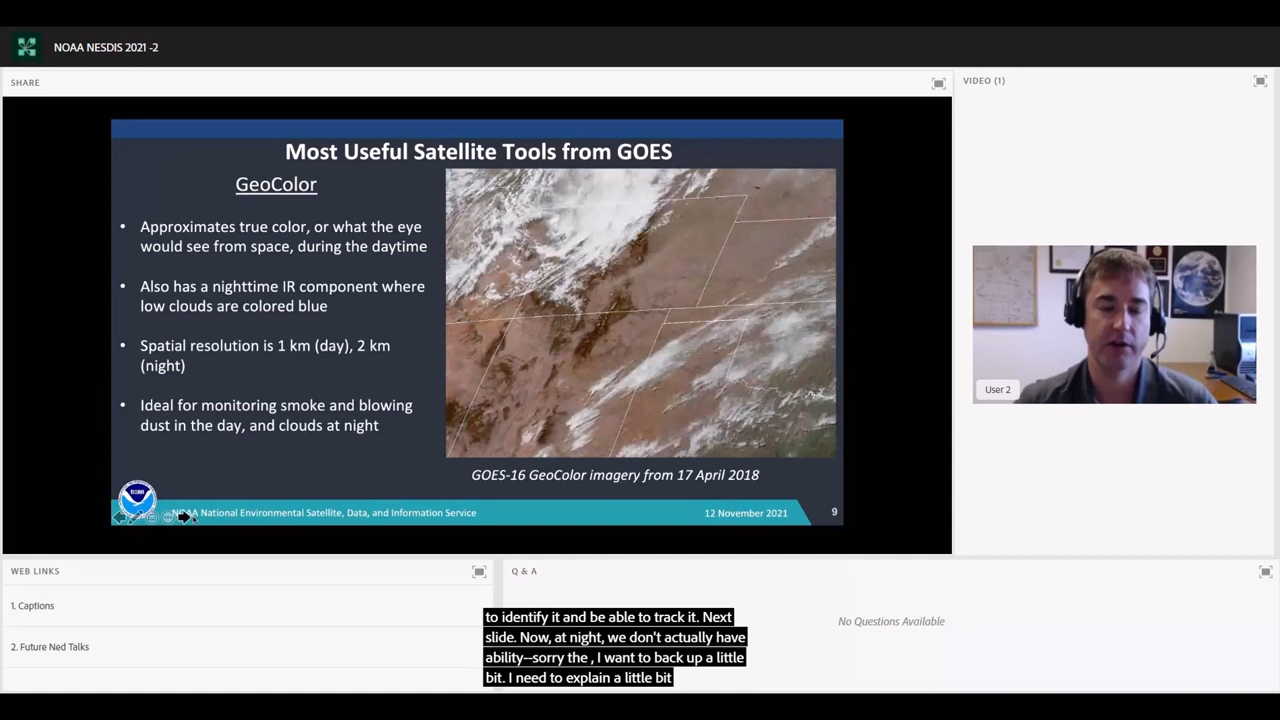 NOAA NESDIS 2021 -2
SHARE
VIDEO (1)
Most Useful Satellite Tools from GOES
GeoColor
• Approximates true color, or what the eye
would see from space, during the daytime
• Also has a nighttime IR component where
low clouds are colored blue
• Spatial resolution is 1 km (day), 2 km
(night)
• Ideal for monitoring smoke and blowing
dust in the day, and clouds at night
GOES-16 GeoColor imagery from 17 April 2018
NOAA
NOAA National Environmental Satellite, Data, and Information Service
12 November 2021
9
User 2
WEB LINKS
1. Captions
2. Future Ned Talks
Q & A
No Questions Available
to identify it and be able to track it. Next
slide. Now, at night, we don't actually have
ability--sorry the , I want to back up a little
bit. I need to explain a little bit